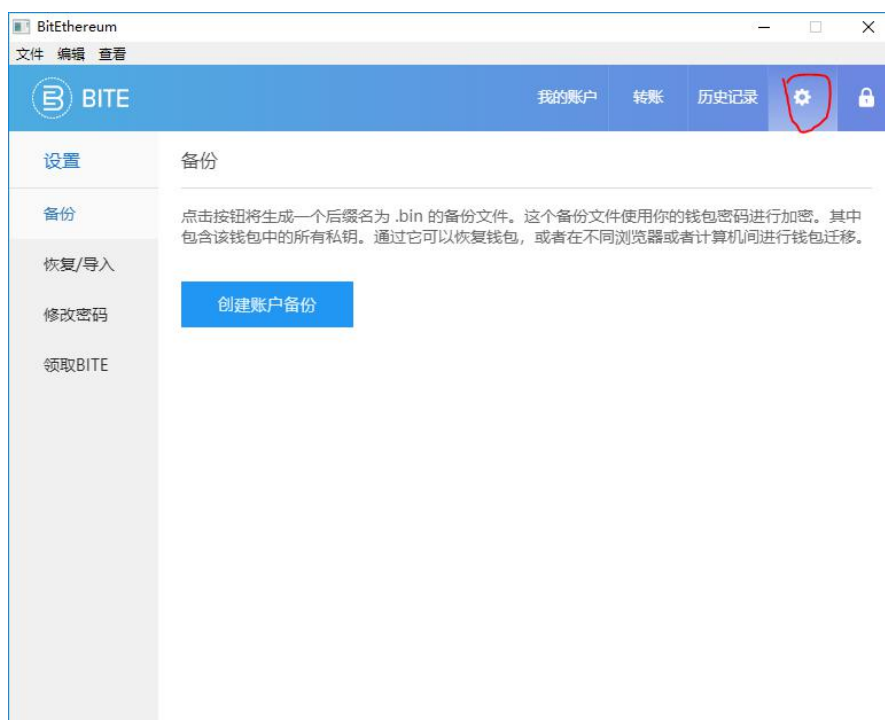 BitEthereum
文件 编辑 查看
BITE 我的账户 转账 历史记录
设置
备份
恢复/导入
修改密码
领取BITE
备份
点击按钮将生成一个后缀名为 .bin 的备份文件。这个备份文件使用你的钱包密码进行加密。其中
包含该钱包中的所有私钥。通过它可以恢复钱包，或者在不同浏览器或者计算机间进行钱包迁移。
创建账户备份